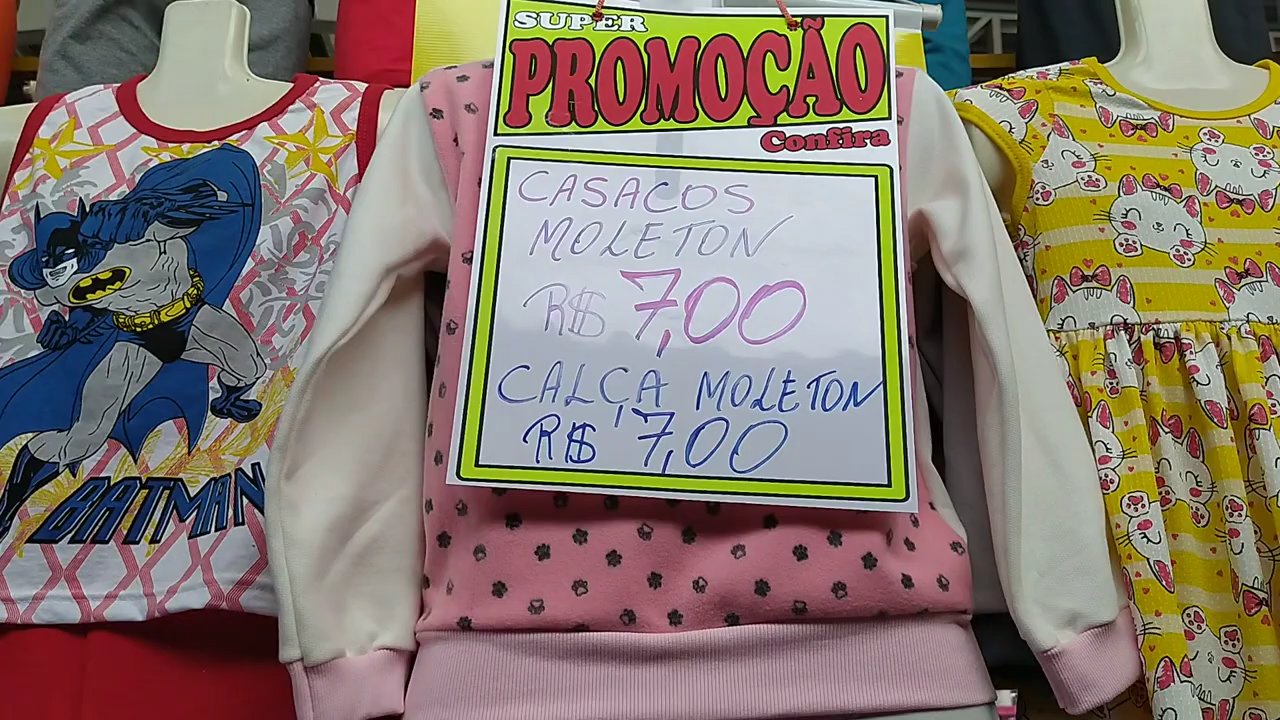 SUPER
PROMOÇÃO
Confira
CASACOS
MOLETON
R$ 7,00
CALÇA MOLETON
R$ 7,00
BATMAN